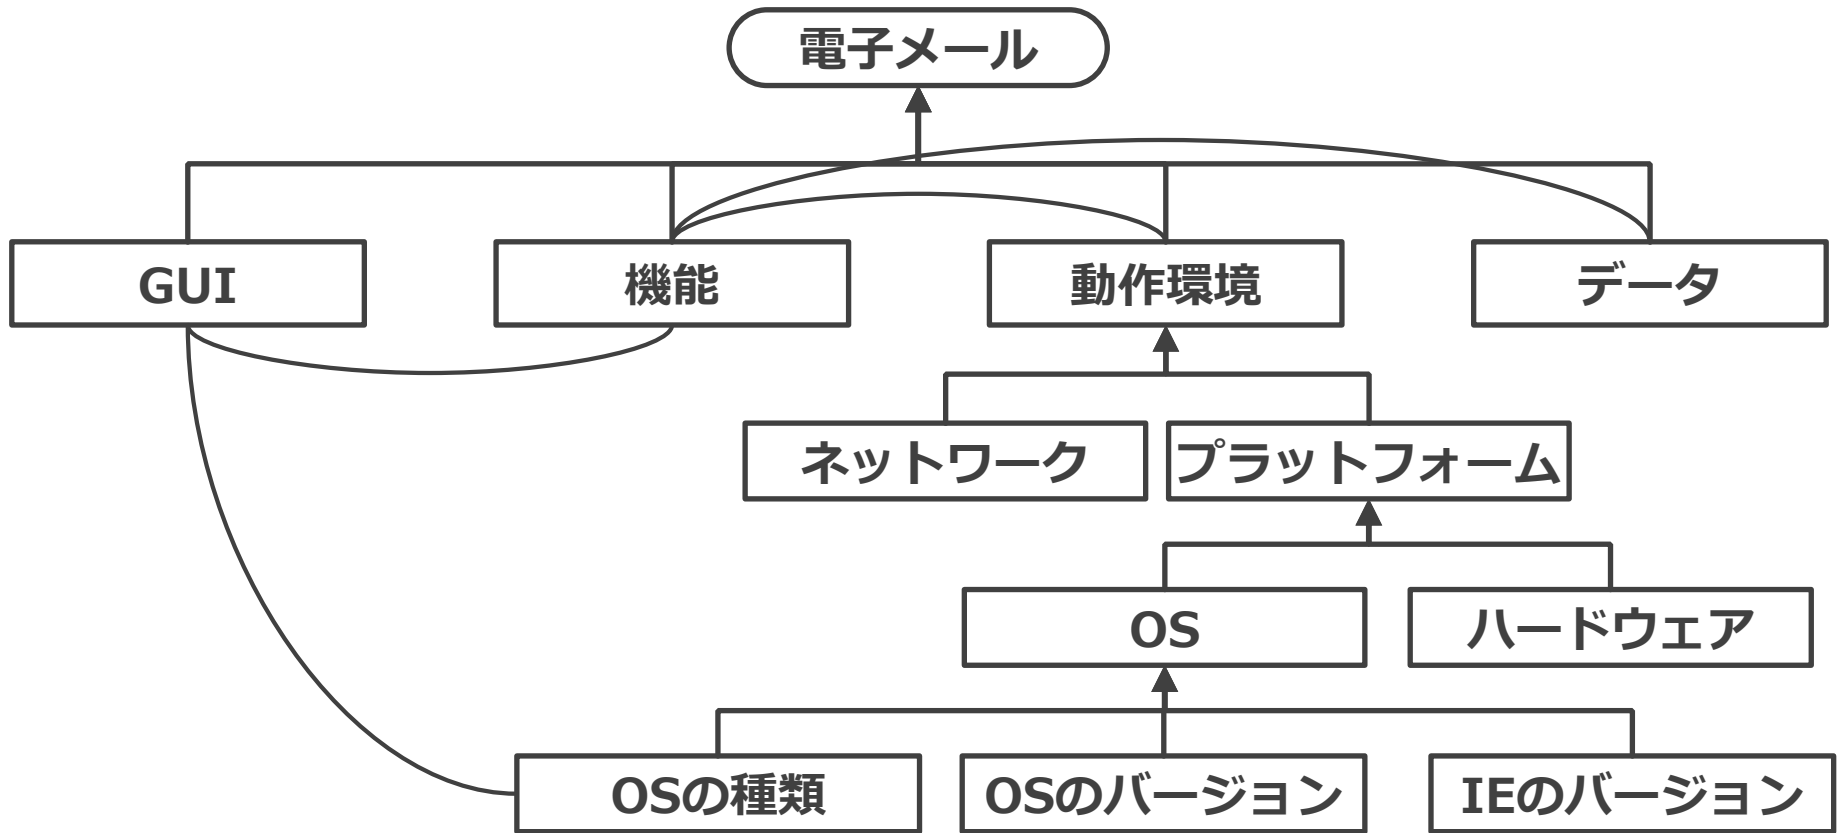 電子メール
GUI
機能
動作環境
データ
ネットワーク
プラットフォーム
OS
ハードウェア
OSの種類
OSのバージョン
IEのバージョン